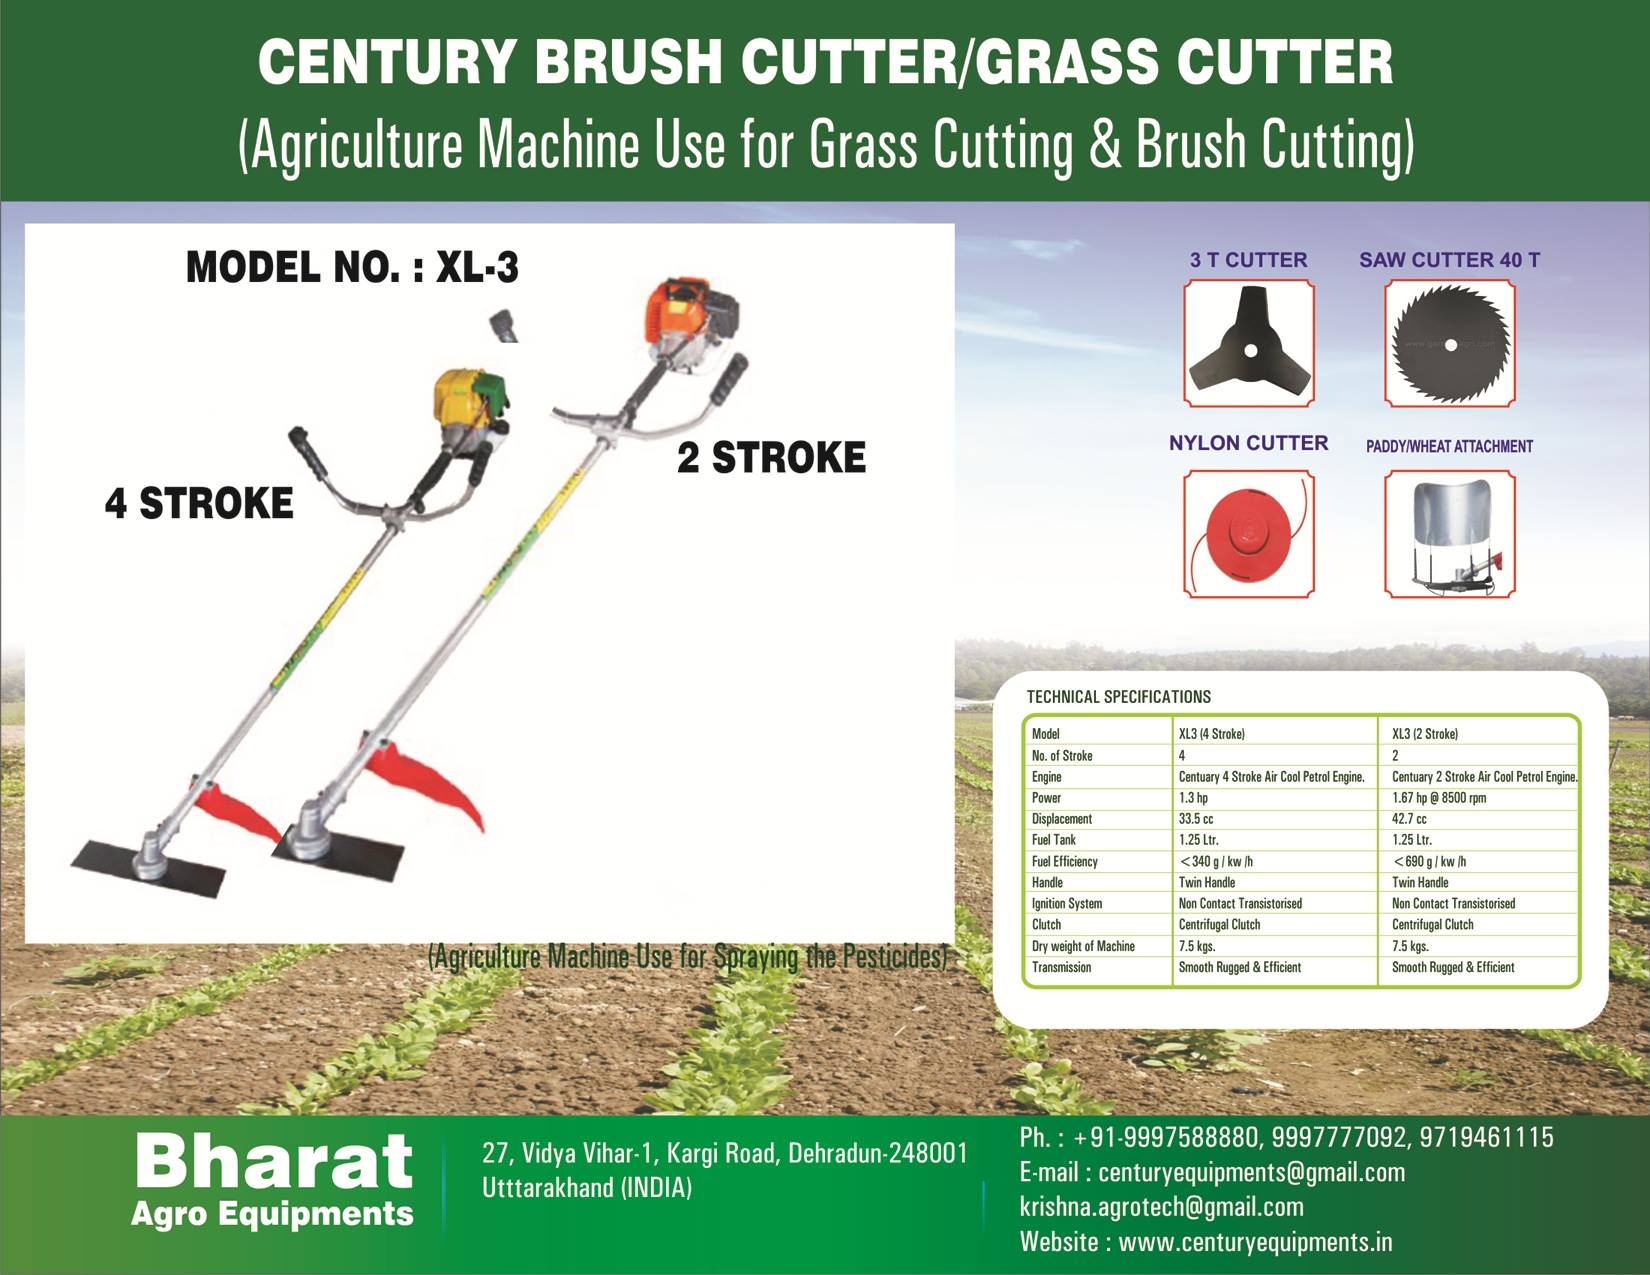 CENTURY BRUSH CUTTER/GRASS CUTTER
(Agriculture Machine Use for Grass Cutting & Brush Cutting)
MODEL NO. : XL-3
4 STROKE
2 STROKE
(Agriculture Machine Use for Spraying the Pesticides)
3 T CUTTER
SAW CUTTER 40 T
NYLON CUTTER
PADDY/WHEAT ATTACHMENT
TECHNICAL SPECIFICATIONS
Model XL3 (4 Stroke) XL3 (2 Stroke)
No. of Stroke 4 2
Engine Centuary 4 Stroke Air Cool Petrol Engine. Centuary 2 Stroke Air Cool Petrol Engine.
Power 1.3 hp 1.67 hp @ 8500 rpm
Displacement 33.5 cc 42.7 cc
Fuel Tank 1.25 Ltr. 1.25 Ltr.
Fuel Efficiency <340 g / kw /h <690 g / kw /h
Handle Twin Handle Twin Handle
Ignition System Non Contact Transistorised Non Contact Transistorised
Clutch Centrifugal Clutch Centrifugal Clutch
Dry weight of Machine 7.5 kgs. 7.5 kgs.
Transmission Smooth Rugged & Efficient Smooth Rugged & Efficient
Bharat
Agro Equipments
27, Vidya Vihar-1, Kargi Road, Dehradun-248001
Utttarakhand (INDIA)
Ph. : +91-9997588880, 9997777092, 9719461115
E-mail : centuryequipments@gmail.com
krishna.agrotech@gmail.com
Website : www.centuryequipments.in